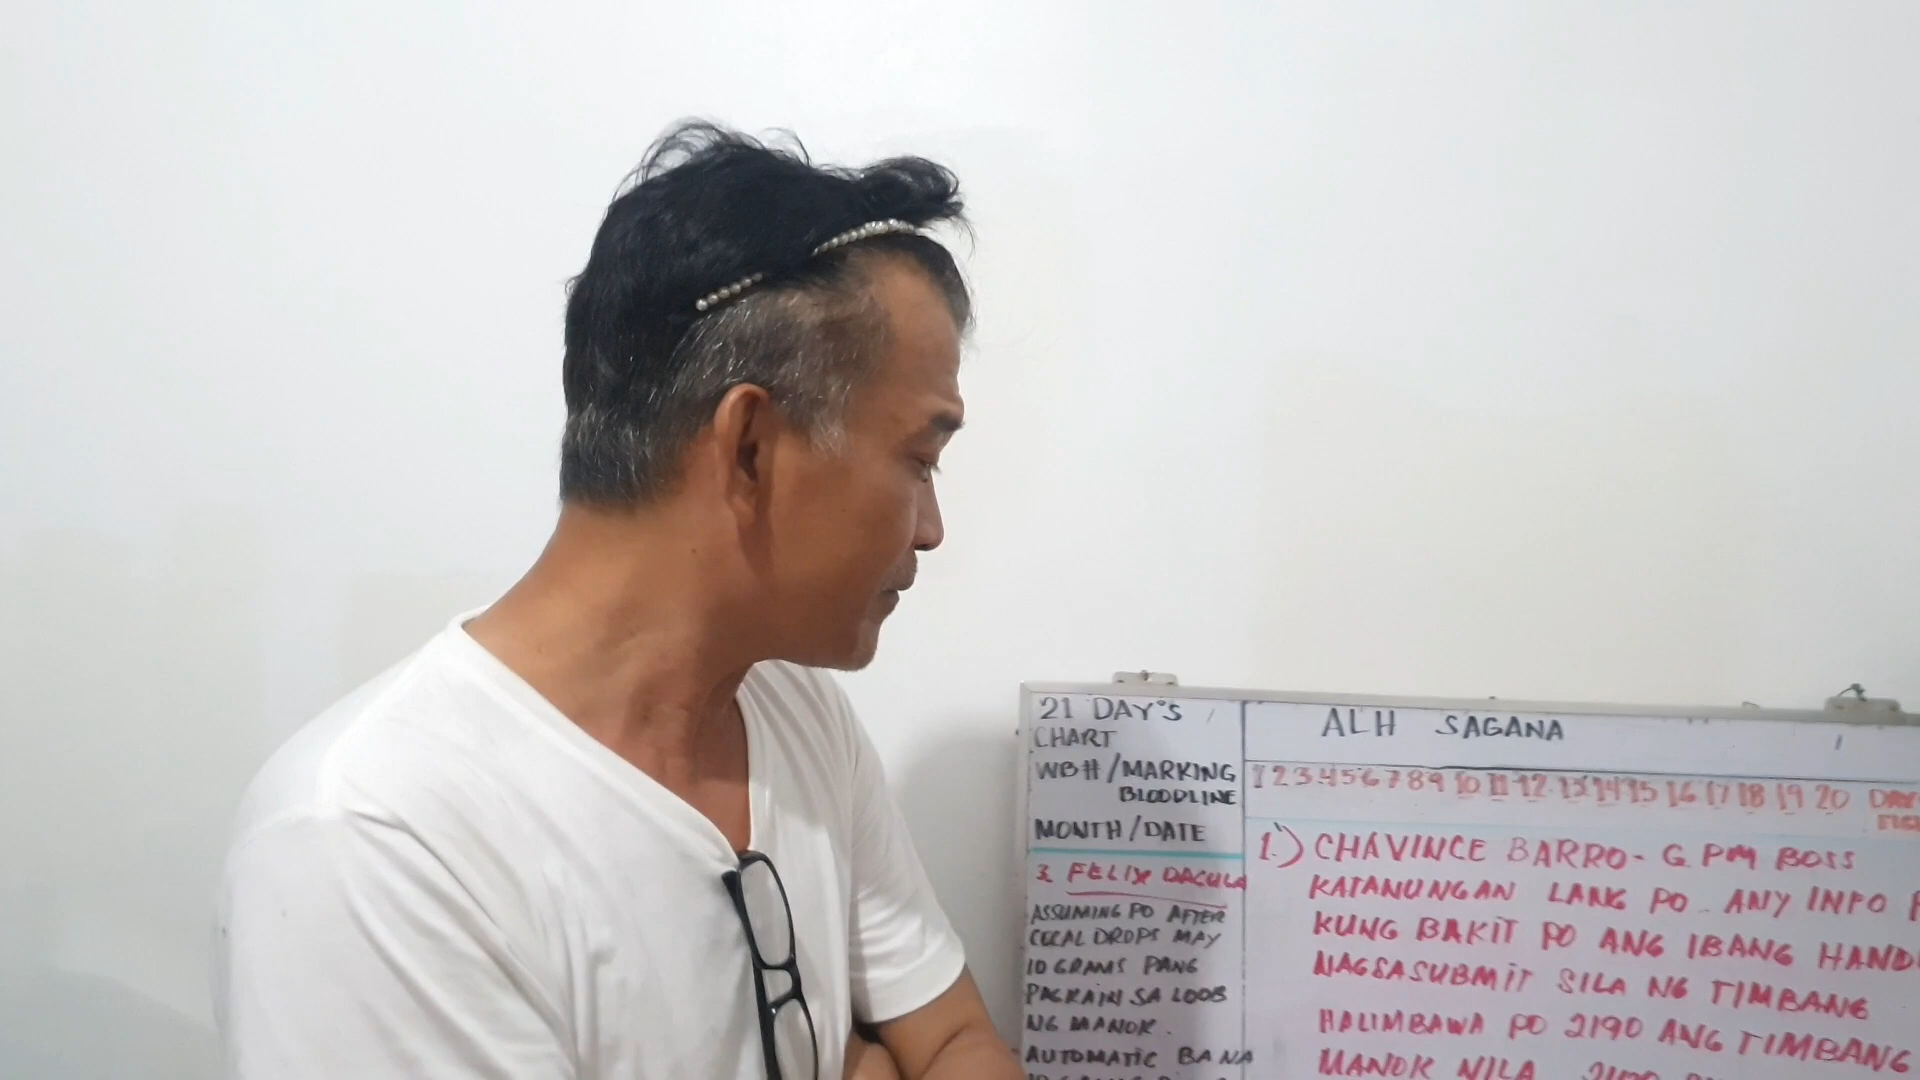 21 DAY'S
CHART
WB# / MARKING
BLOODLINE
MONTH / DATE
3. FELIX DACULA
ASSUMING PO AFTER
CECAL DROPS MAY
10 GRAMS PANG
PAGKAIN SA LOOB
NG MANOK.
AUTOMATIC BA NA
ALH SAGANA
1 2 3 4 5 6 7 8 9 10 11 12 13 14 15 16 17 18 19 20
1.) CHAVINCE BARRO - G. PM BOSS
KATANUNGAN LANG PO. ANY INFO
KUNG BAKIT PO ANG IBANG
NAGSASUBMIT SILA NG TIMBANG
HALIMBAWA PO 2190 ANG TIMBANG
MANOK NILA